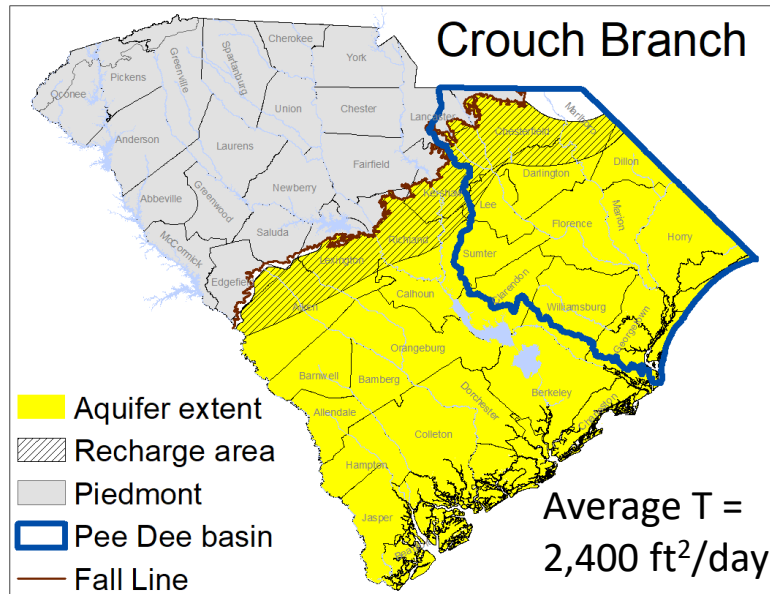 Crouch Branch
Cherokee
York
Spartanburg
Greenville
Pickens
Oconee
Union
Chester
Lancaster
Anderson
Laurens
Fairfield
Chesterfield
Marlboro
Dillon
Darlington
Kershaw
Lee
Newberry
Greenwood
Abbeville
Saluda
McCormick
Edgefield
Lexington
Richland
Sumter
Florence
Marion
Horry
Aiken
Calhoun
Clarendon
Williamsburg
Georgetown
Orangeburg
Barnwell
Bamberg
Dorchester
Berkeley
Charleston
Allendale
Colleton
Hampton
Jasper
Aquifer extent
Recharge area
Piedmont
Pee Dee basin
Fall Line
Average T =
2,400 ft²/day